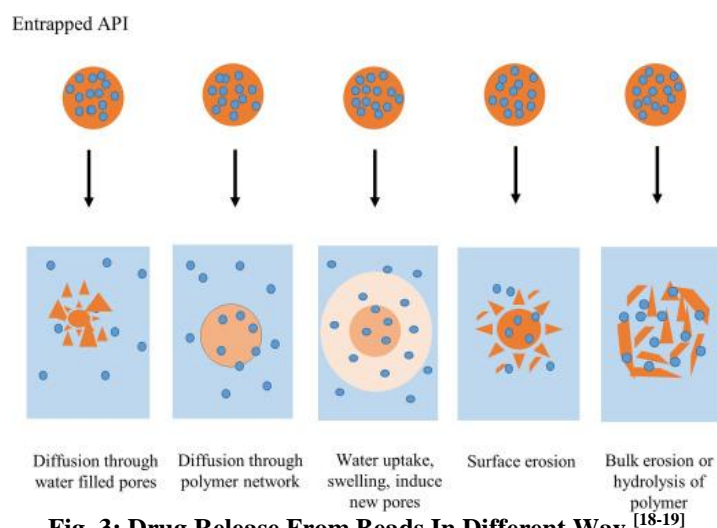 Entrapped API
Diffusion through
water filled pores
Diffusion through
polymer network
Water uptake,
swelling, induce
new pores
Surface erosion
Bulk erosion or
hydrolysis of
polymer
Fig. 3: Drug Release From Beads In Different Way. [18-19]